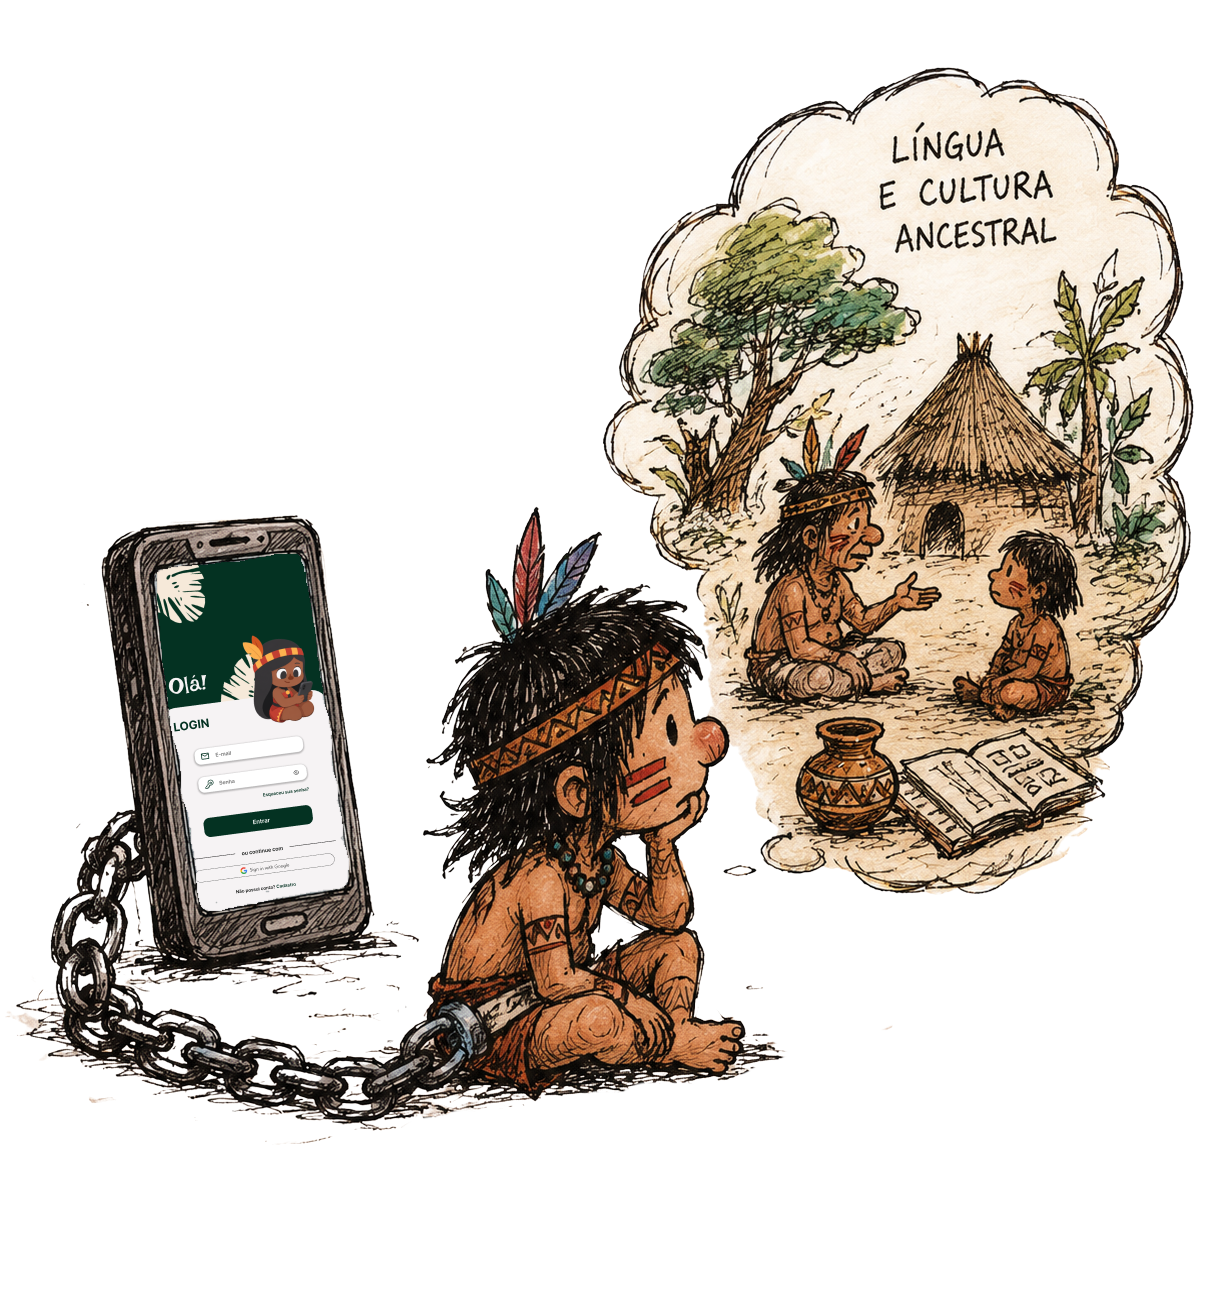 LÍNGUA
E CULTURA
ANCESTRAL
Olá!
LOGIN
E-mail
Senha
Esqueceu sua senha?
Entrar
ou continue com
Sign in with Google
Não possui conta? Cadastro